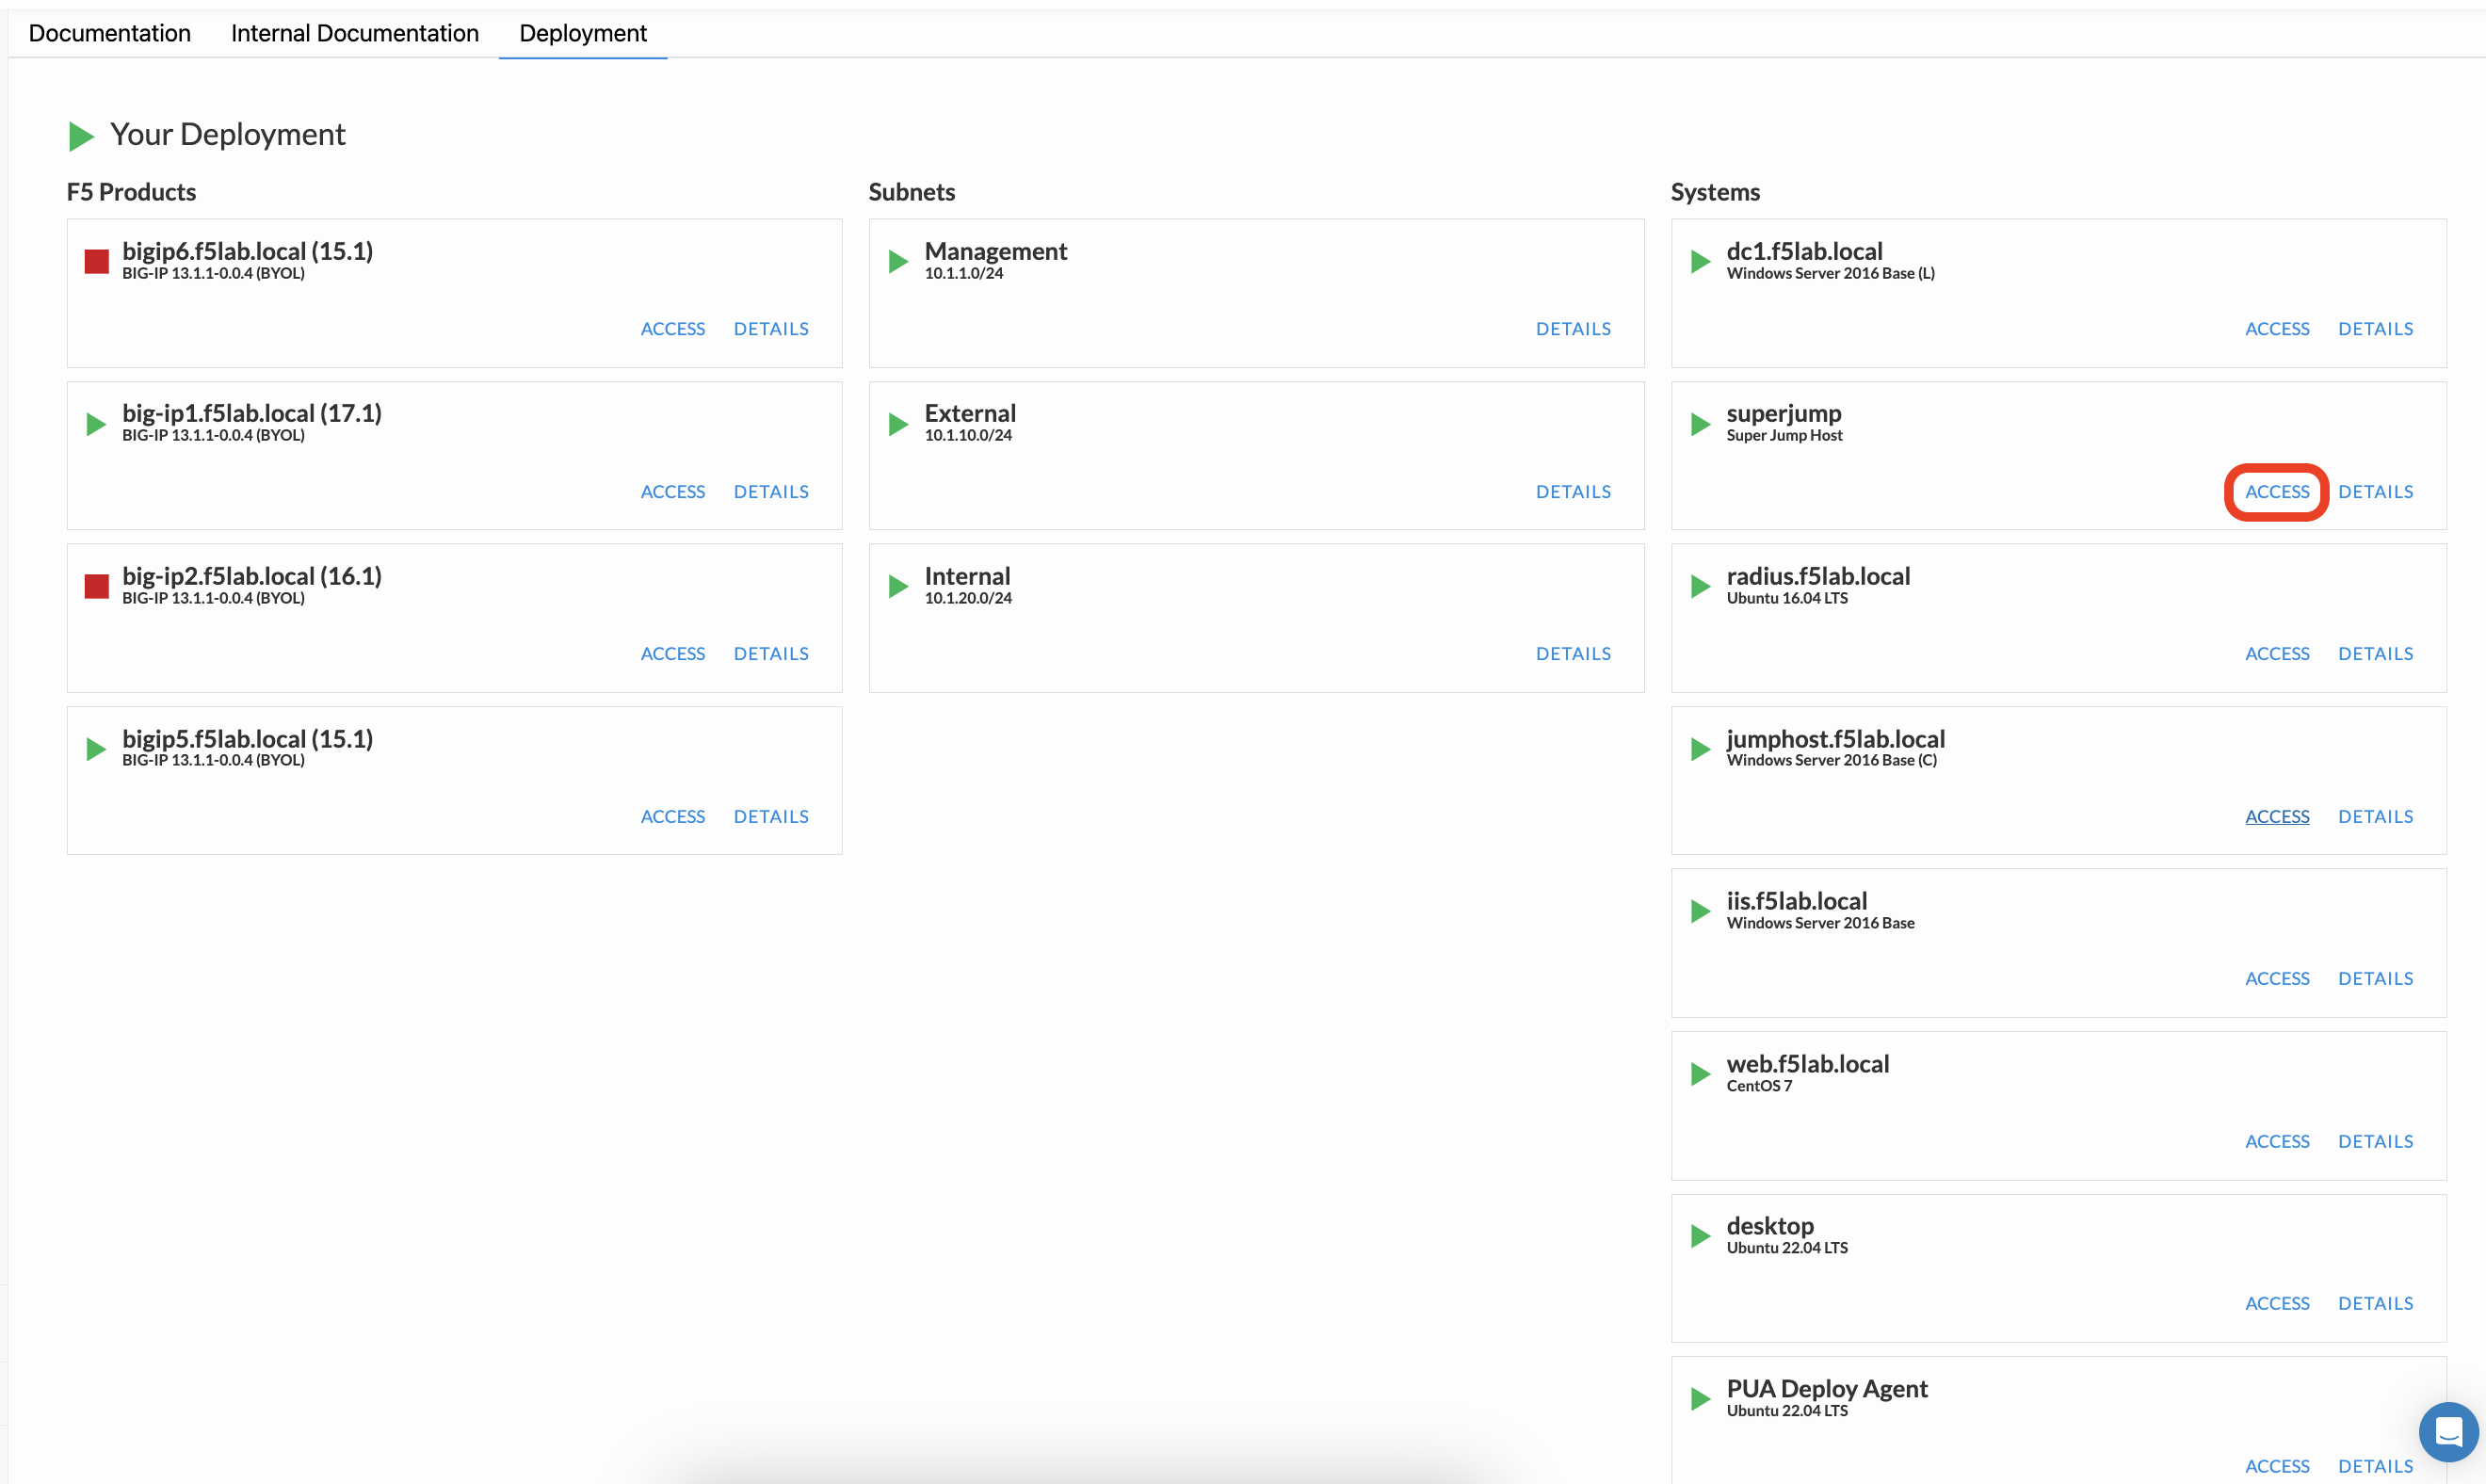 Documentation Internal Documentation Deployment
Your Deployment
F5 Products
bigip6.f5lab.local (15.1)
BIG-IP 13.1.1-0.0.4 (BYOL)
ACCESS DETAILS
big-ip1.f5lab.local (17.1)
BIG-IP 13.1.1-0.0.4 (BYOL)
ACCESS DETAILS
big-ip2.f5lab.local (16.1)
BIG-IP 13.1.1-0.0.4 (BYOL)
ACCESS DETAILS
bigip5.f5lab.local (15.1)
BIG-IP 13.1.1-0.0.4 (BYOL)
ACCESS DETAILS
Subnets
Management
10.1.1.0/24
DETAILS
External
10.1.10.0/24
DETAILS
Internal
10.1.20.0/24
DETAILS
Systems
dc1.f5lab.local
Windows Server 2016 Base (L)
ACCESS DETAILS
superjump
Super Jump Host
ACCESS DETAILS
radius.f5lab.local
Ubuntu 16.04 LTS
ACCESS DETAILS
jumphost.f5lab.local
Windows Server 2016 Base (C)
ACCESS DETAILS
iis.f5lab.local
Windows Server 2016 Base
ACCESS DETAILS
web.f5lab.local
CentOS 7
ACCESS DETAILS
desktop
Ubuntu 22.04 LTS
ACCESS DETAILS
PUA Deploy Agent
Ubuntu 22.04 LTS
ACCESS DETAILS